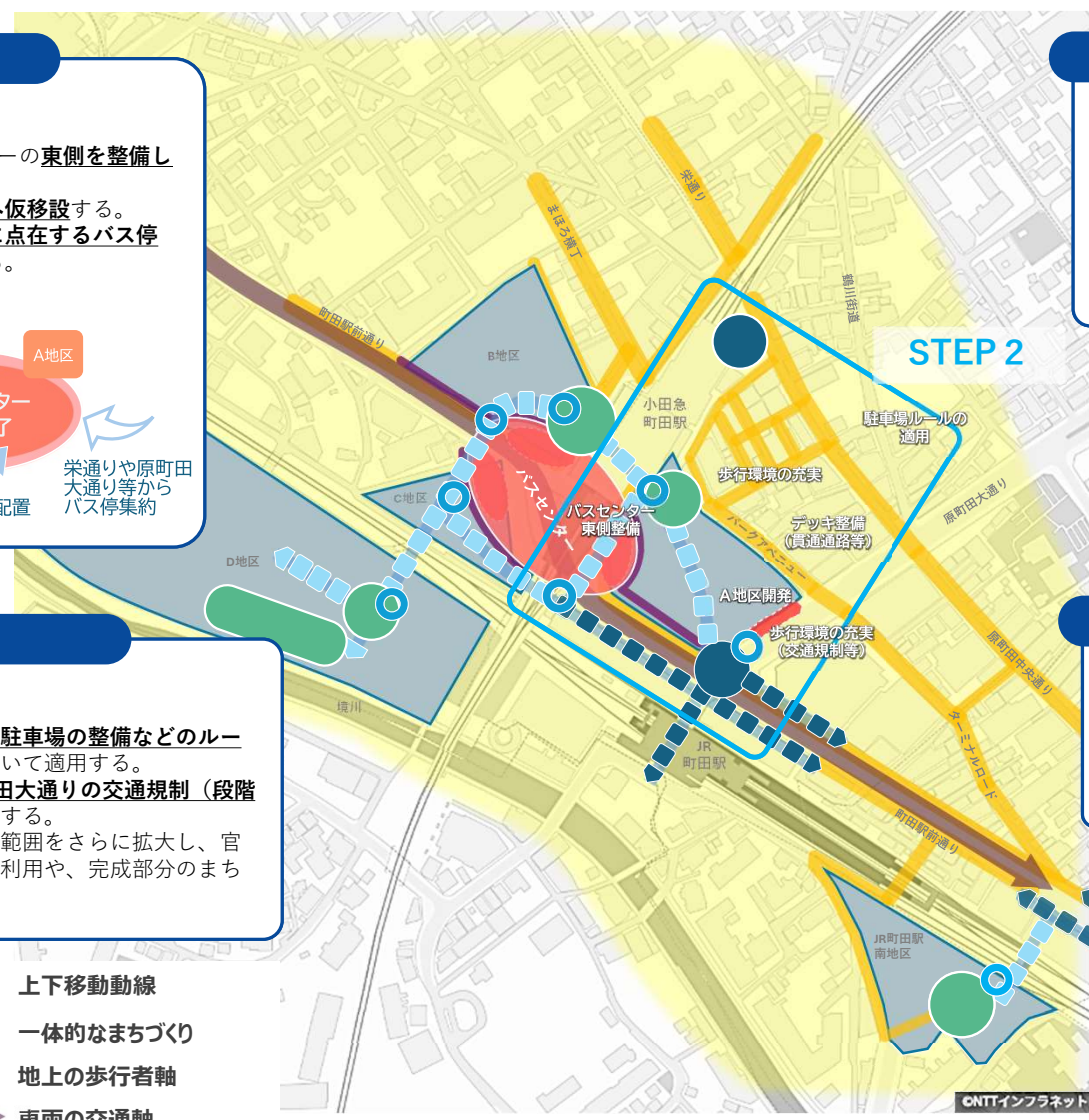 ーの東側を整備し
へ仮移設する。
に点在するバス停
る。
A地区
ター
了
配置
栄通りや原町田
大通り等から
バス停集約
駐車場の整備などのルー
いて適用する。
田大通りの交通規制（段階
する。
範囲をさらに拡大し、官
利用や、完成部分のまち
上下移動動線
一体的なまちづくり
地上の歩行者軸
車両の交通軸
栄通り
まほろ横丁
鶴川街道
町田駅前通り
B地区
STEP 2
小田急
町田駅
駐車場ルールの
適用
歩行環境の充実
C地区
バスセンター
バスセンター
東側整備
パークアベニュー
デッキ整備
（貫通通路等）
原町田大通り
D地区
A地区開発
歩行環境の充実
（交通規制等）
原町田中央通り
境川
JR
町田駅
ターミナルロード
町田駅前通り
JR町田駅
南地区
©NTTインフラネット